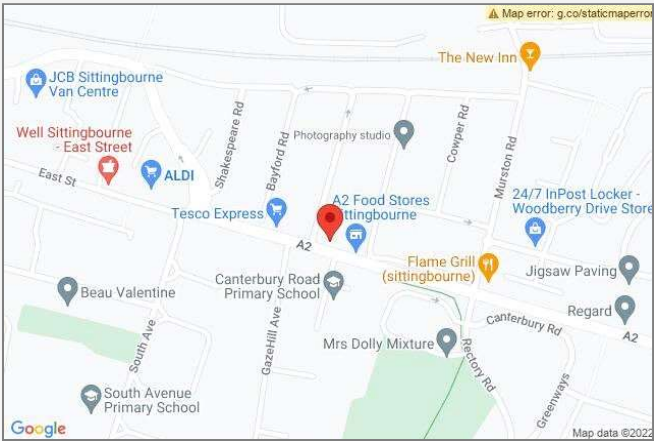 Map error: g.co/staticmaperror
The New Inn
JCB Sittingbourne
Van Centre
Shakespeare Rd
Bayford Rd
Photography studio
Cowper Rd
Murston Rd
Well Sittingbourne
- East Street
East St
ALDI
Tesco Express
A2 Food Stores
Sittingbourne
24/7 InPost Locker -
Woodberry Drive Store
A2
Canterbury Road
Primary School
Flame Grill
(sittingbourne)
Jigsaw Paving
Beau Valentine
Regard
South Ave
GazeHill Ave
Mrs Dolly Mixture
Canterbury Rd
A2
Rectory Rd
Greenways
South Avenue
Primary School
Google
Map data ©2022